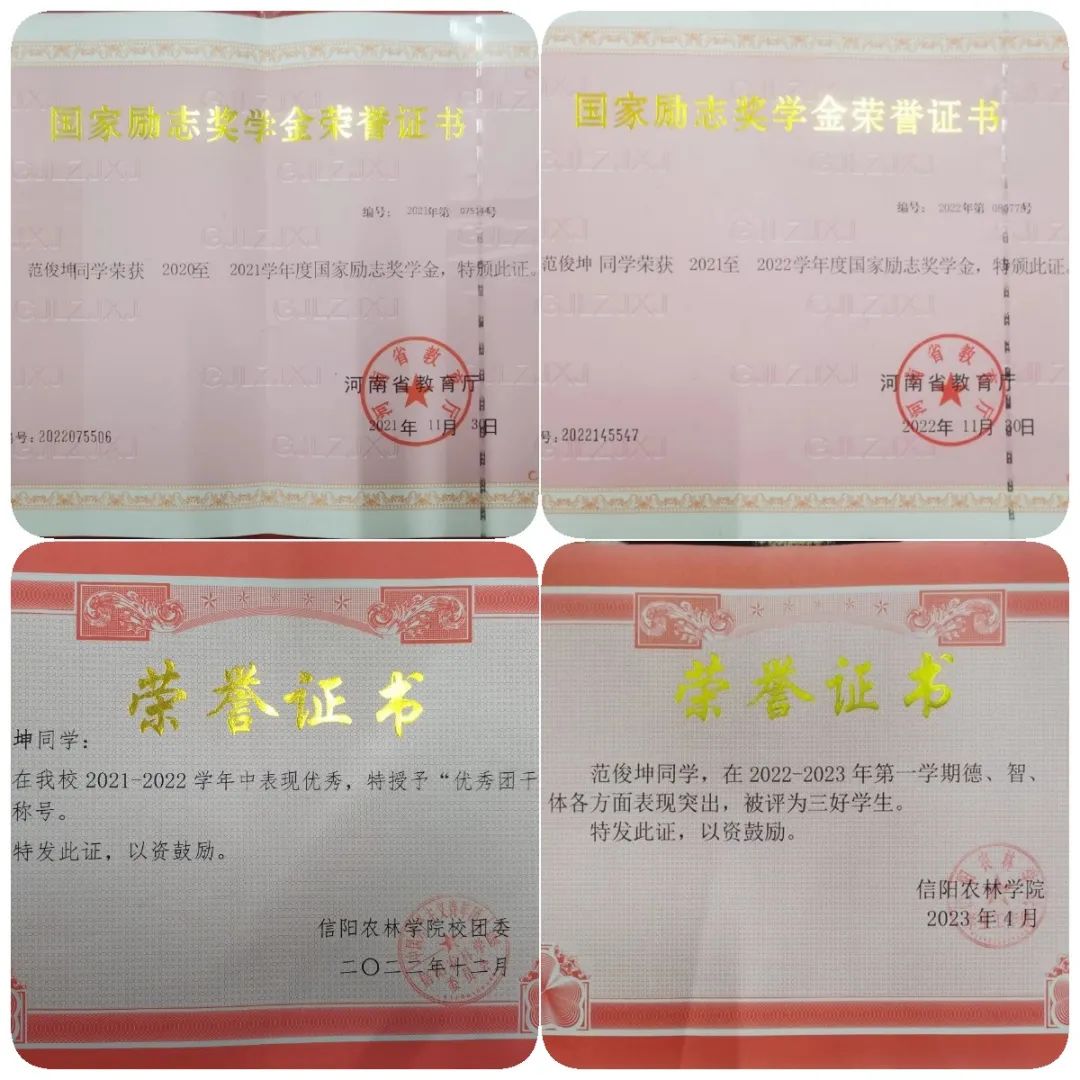 国家励志奖学金荣誉证书
编号： 2021年第 号
范俊坤同学荣获 2020至 2021学年度国家励志奖学金，特颁此证。
河南省教育厅
2021年 11月 30日
号：2022075506
国家励志奖学金荣誉证书
编号： 2022年第 号
范俊坤 同学荣获 2021至 2022学年度国家励志奖学金，特颁此证。
河南省教育厅
2022年 11月 30日
号：2022145547
荣誉证书
坤同学：
在我校 2021-2022 学年中表现优秀，特授予“优秀团干
称号。
特发此证，以资鼓励。
信阳农林学院校团委
二〇二二年十二月
荣誉证书
范俊坤同学，在 2022-2023 年第一学期德、智、
体各方面表现突出，被评为三好学生。
特发此证，以资鼓励。
信阳农林学院
2023 年 4 月